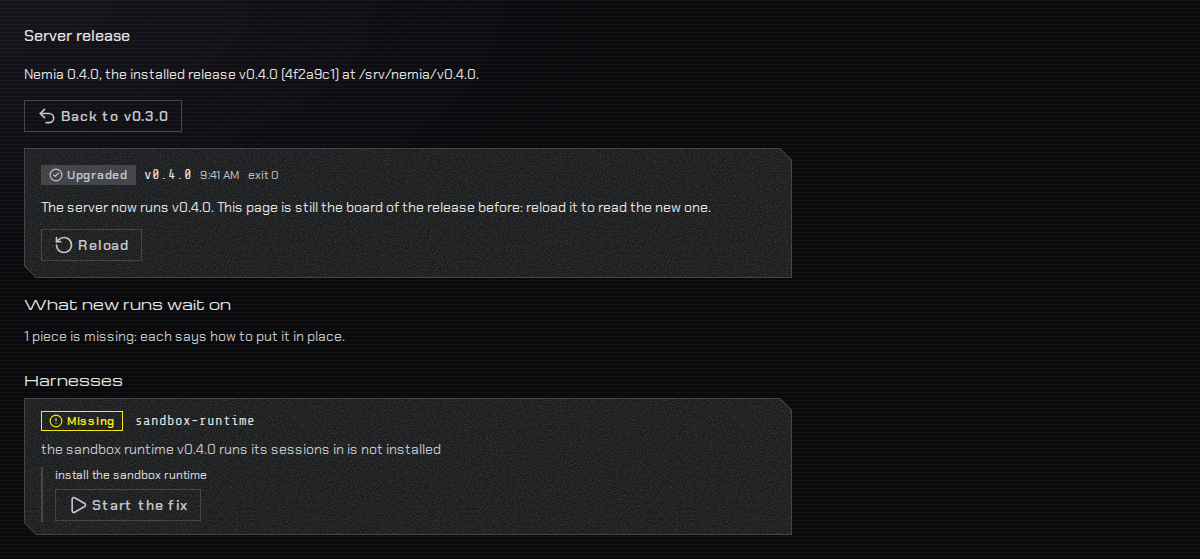 Server release
Nemia 0.4.0, the installed release v0.4.0 (4f2a9c1) at /srv/nemia/v0.4.0.
Back to v0.3.0
Upgraded v0.4.0 9:41 AM exit 0
The server now runs v0.4.0. This page is still the board of the release before: reload it to read the new one.
Reload
What new runs wait on
1 piece is missing: each says how to put it in place.
Harnesses
Missing sandbox-runtime
the sandbox runtime v0.4.0 runs its sessions in is not installed
install the sandbox runtime
Start the fix